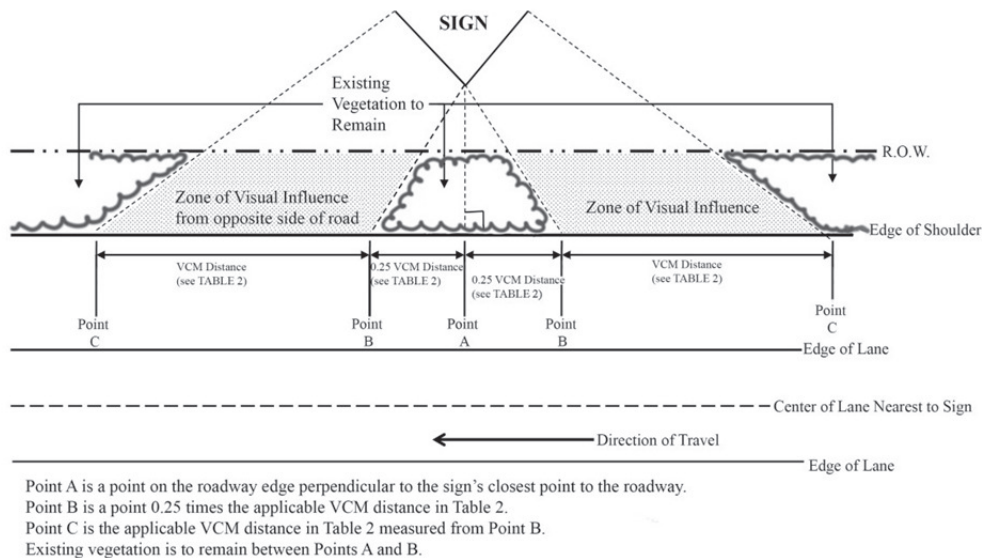 SIGN
Existing
Vegetation to
Remain
R.O.W.
Zone of Visual Influence
from opposite side of road
Zone of Visual Influence
Edge of Shoulder
VCM Distance
(see TABLE 2)
0.25 VCM Distance
(see TABLE 2)
0.25 VCM Distance
(see TABLE 2)
VCM Distance
(see TABLE 2)
Point
C
Point
B
Point
A
Point
B
Point
C
Edge of Lane
Center of Lane Nearest to Sign
Direction of Travel
Edge of Lane
Point A is a point on the roadway edge perpendicular to the sign's closest point to the roadway.
Point B is a point 0.25 times the applicable VCM distance in Table 2.
Point C is the applicable VCM distance in Table 2 measured from Point B.
Existing vegetation is to remain between Points A and B.